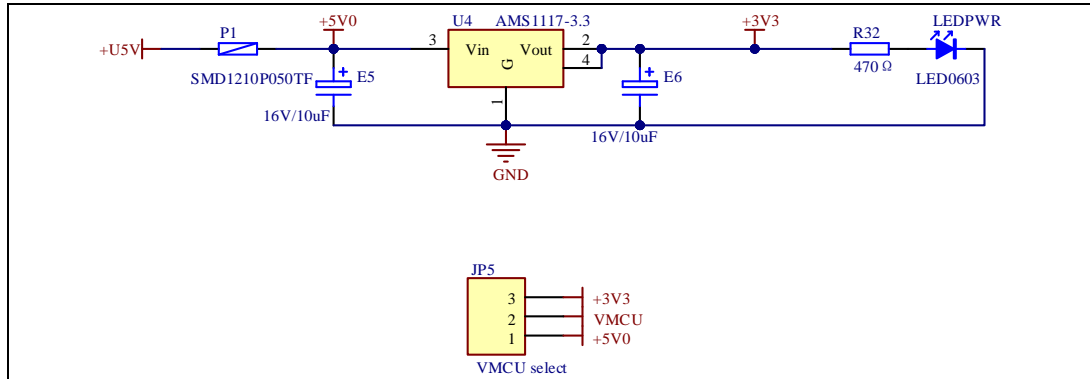 P1
+5V0
U4
AMS1117-3.3
+3V3
R32
LEDPWR
+U5V
3
Vin
Vout
G
2
4
1
SMD1210P050TF
E5
16V/10uF
E6
16V/10uF
470 Ω
LED0603
GND
JP5
3
+3V3
2
VMCU
1
+5V0
VMCU select